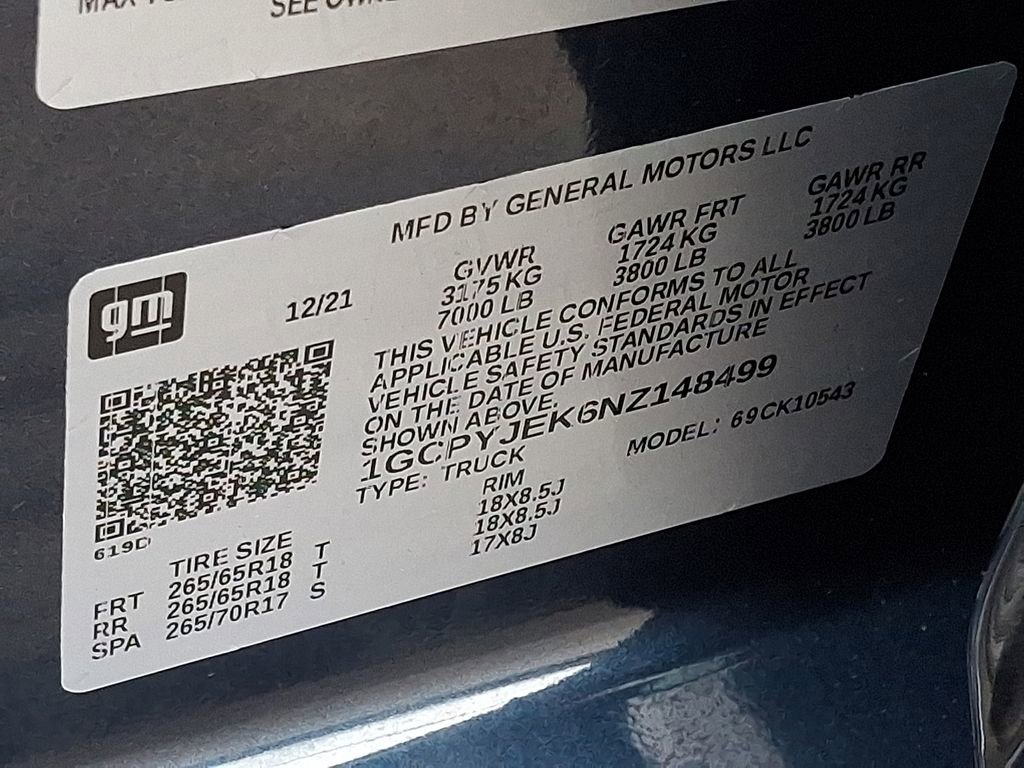 SEE
MFD BY GENERAL MOTORS LLC
gm
12/21
GVWR GAWR FRT GAWR RR
3175 KG 1724 KG 1724 KG
7000 LB 3800 LB 3800 LB
THIS VEHICLE CONFORMS TO ALL
APPLICABLE U.S. FEDERAL MOTOR
VEHICLE SAFETY STANDARDS IN EFFECT
ON THE DATE OF MANUFACTURE
SHOWN ABOVE.
1GCPYJEK6NZ148499
TYPE: TRUCK MODEL: 69CK10543
619D
TIRE SIZE RIM
FRT 265/65R18 T 18X8.5J
RR 265/65R18 T 18X8.5J
SPA 265/70R17 S 17X8J